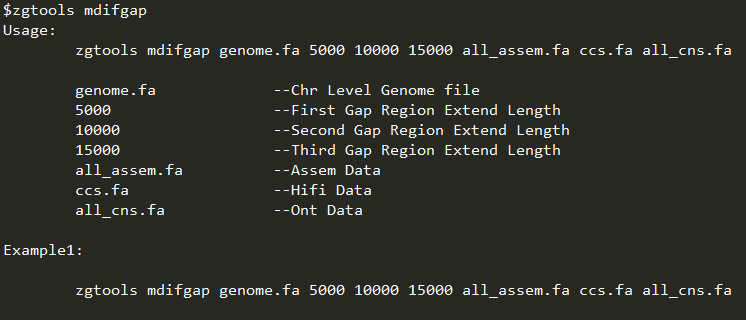 $zgtools mdifgap
Usage:
zgtools mdifgap genome.fa 5000 10000 15000 all_assem.fa ccs.fa all_cns.fa
genome.fa --Chr Level Genome file
5000 --First Gap Region Extend Length
10000 --Second Gap Region Extend Length
15000 --Third Gap Region Extend Length
all_assem.fa --Assem Data
ccs.fa --Hifi Data
all_cns.fa --Ont Data
Example1:
zgtools mdifgap genome.fa 5000 10000 15000 all_assem.fa ccs.fa all_cns.fa